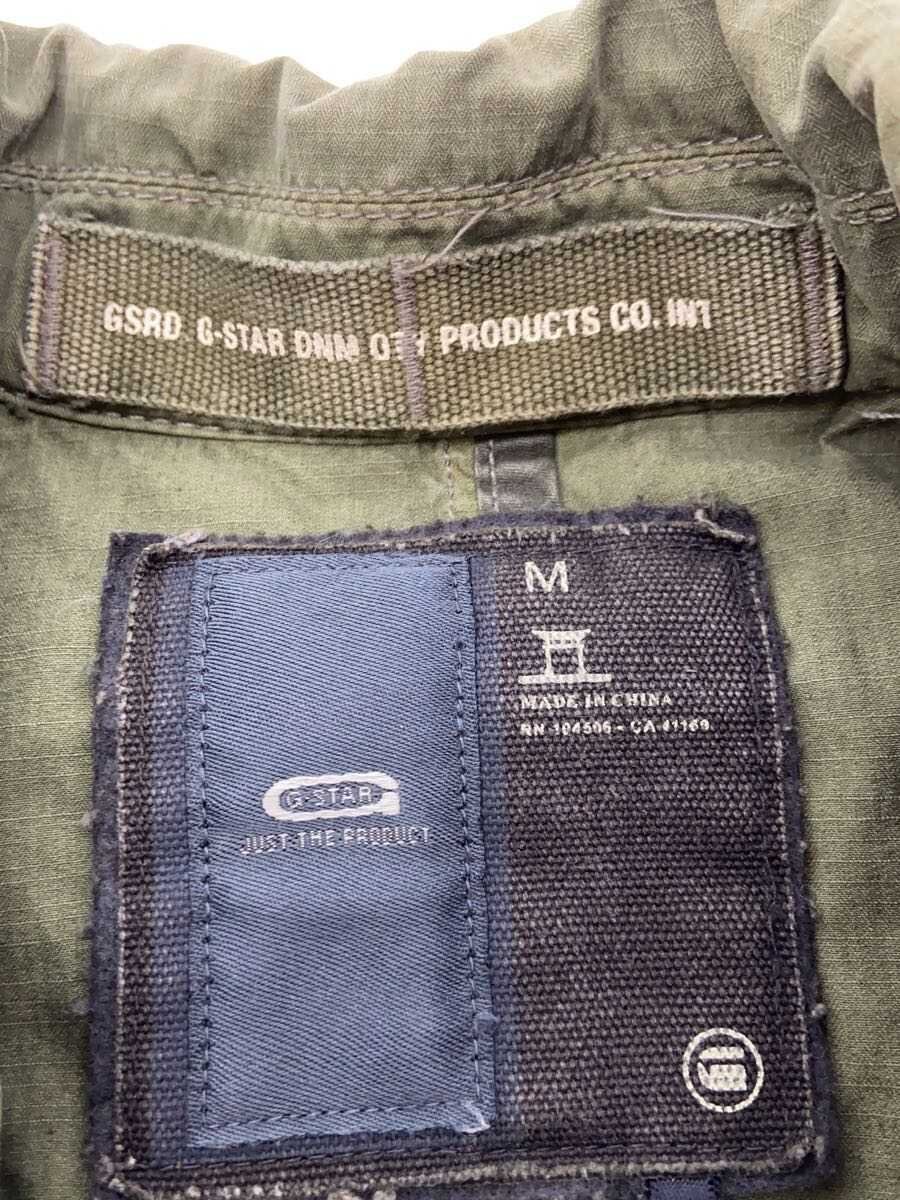 GSRD G-STAR DNM QTY PRODUCTS CO. INT
M
MADE IN CHINA
RN 104506 - CA 41169
G-STAR
JUST THE PRODUCT